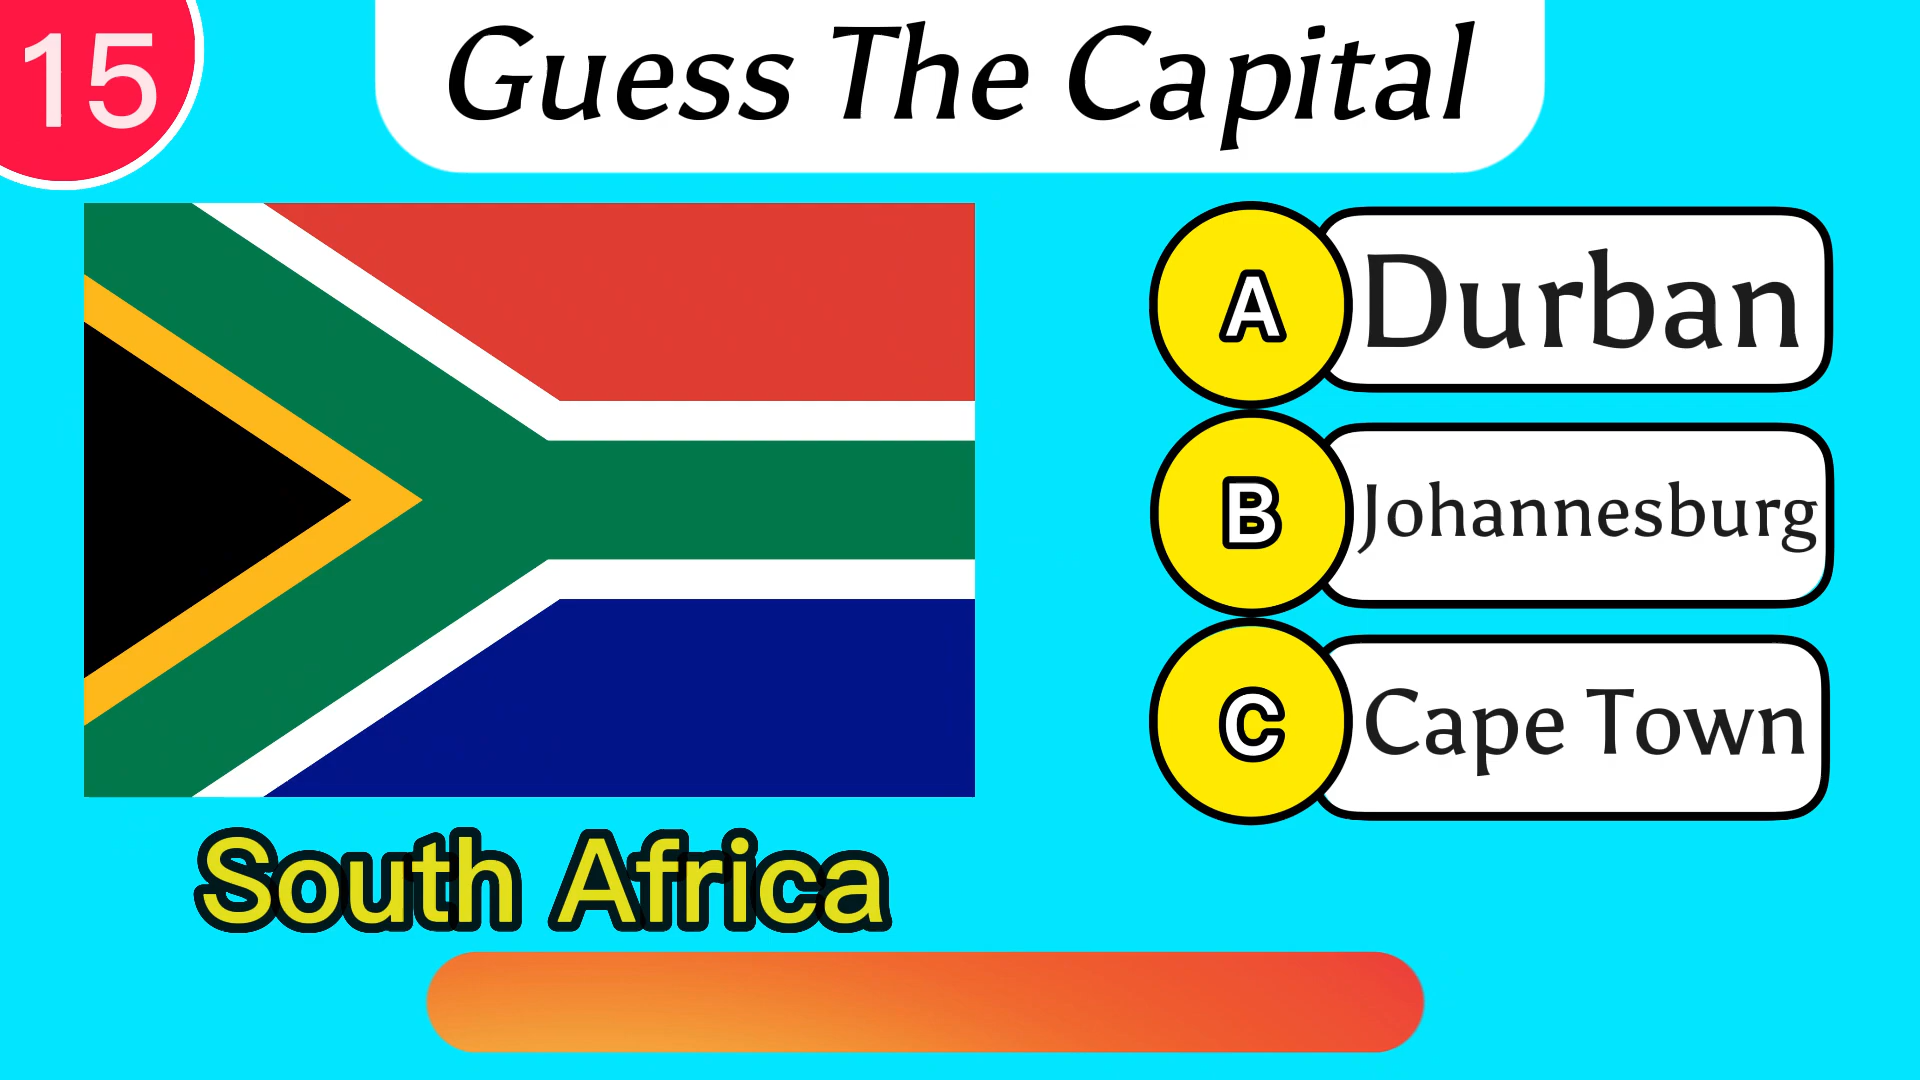 15
Guess The Capital
A Durban
B Johannesburg
C Cape Town
South Africa